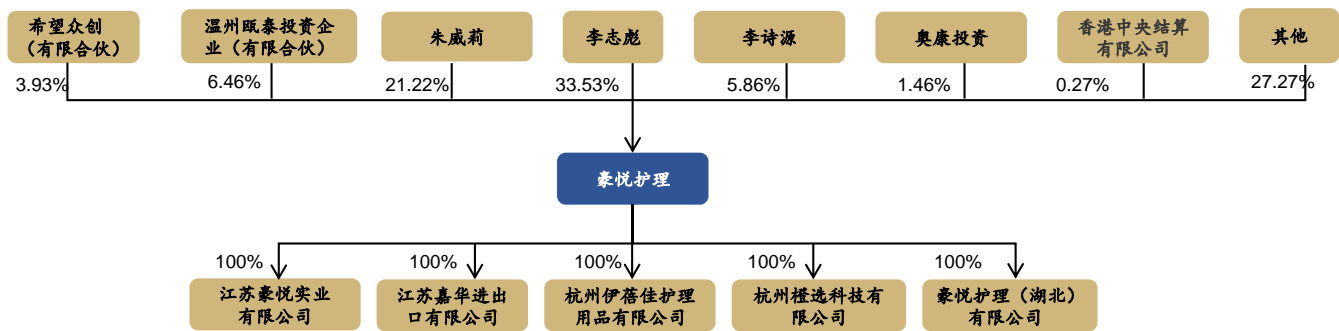 希望众创
（有限合伙）
温州瓯泰投资企
业（有限合伙）
朱威莉
李志彪
李诗源
奥康投资
香港中央结算
有限公司
其他
3.93%
6.46%
21.22%
33.53%
5.86%
1.46%
0.27%
27.27%
豪悦护理
100%
100%
100%
100%
100%
江苏豪悦实业
有限公司
江苏嘉华进出
口有限公司
杭州伊蓓佳护理
用品有限公司
杭州橙选科技有
限公司
豪悦护理（湖北）
有限公司